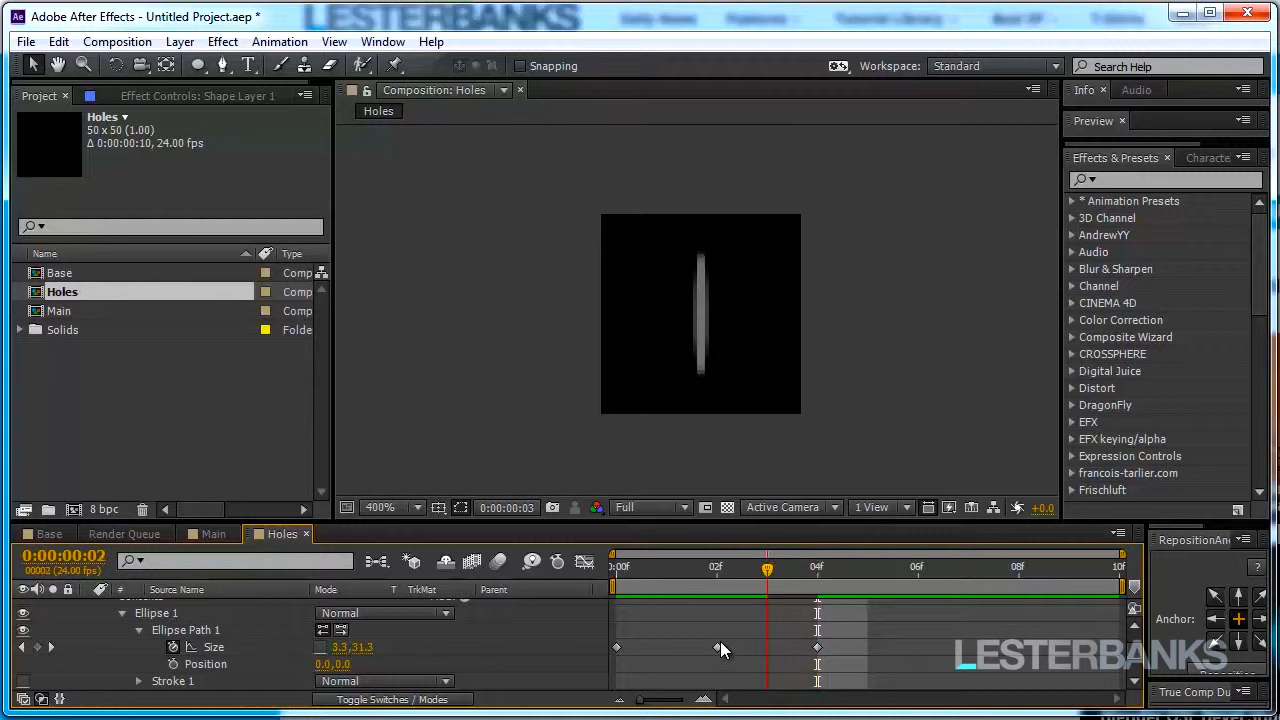 Adobe After Effects - Untitled Project.aep *
LESTERBANKS
File Edit Composition Layer Effect Animation View Window Help
Snapping
Workspace: Standard
Search Help
Project × Effect Controls: Shape Layer 1
Composition: Holes
Info × Audio
Holes
Holes
50 x 50 (1.00)
Δ 0:00:00:10, 24.00 fps
Preview ×
Effects & Presets × Characte
* Animation Presets
3D Channel
AndrewYY
Audio
Blur & Sharpen
Channel
CINEMA 4D
Color Correction
Composite Wizard
CROSSPHERE
Digital Juice
Distort
DragonFly
EFX
EFX keying/alpha
Expression Controls
francois-tarlier.com
Frischluft
Name Type
Base Comp
Holes Comp
Main Comp
Solids Folde
8 bpc
400% 0:00:00:03 Full Active Camera 1 View +0.0
Base Render Queue Main Holes ×
0:00:00:02
00002 (24.00 fps)
:00F 02F 04F 06F 08F 10F
# Source Name Mode T TrkMat Parent
Ellipse 1 Normal
Ellipse Path 1
Size 3.3,31.3
Position 0.0,0.0
Stroke 1 Normal
Toggle Switches / Modes
RepositionAn
?
Anchor:
LESTERBANKS
True Comp Du